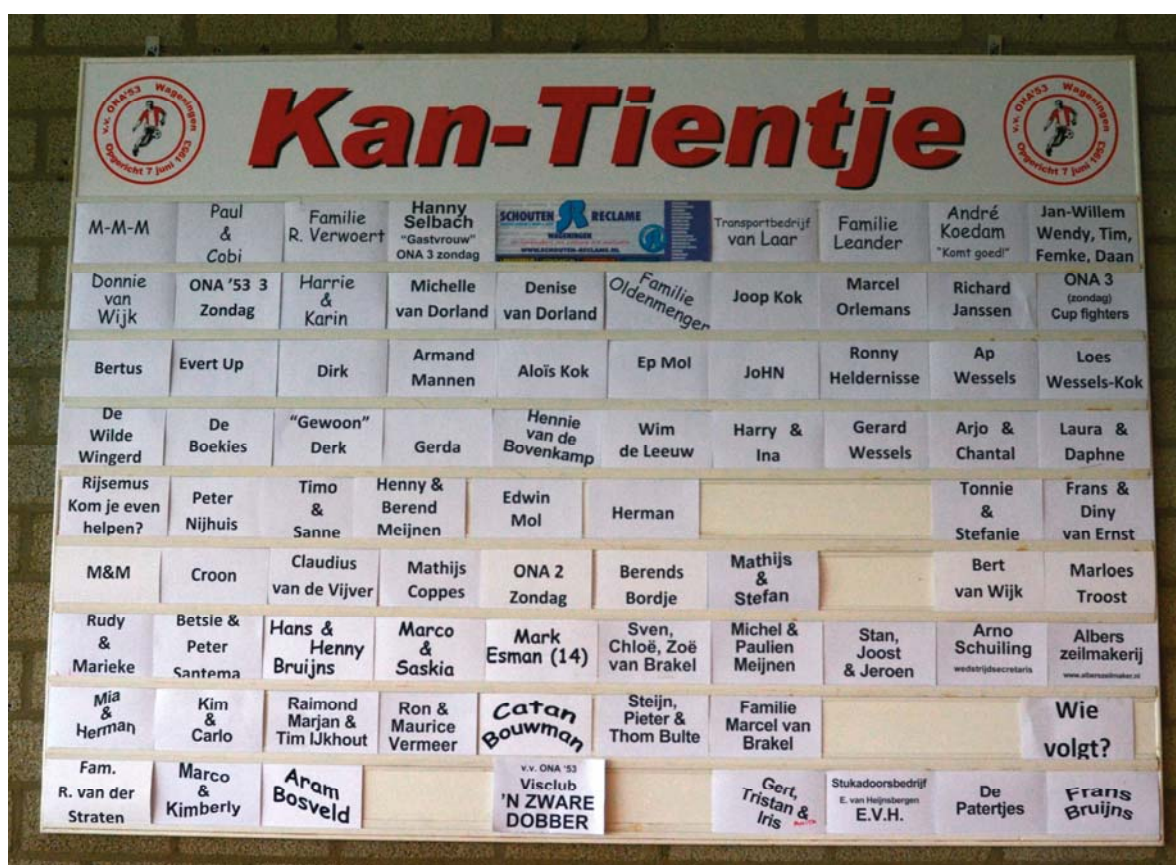 v.v. ONA'53 Wageningen
Opgericht 7 juni 1953
Kan-Tientje
v.v. ONA'53 Wageningen
Opgericht 7 juni 1953
M-M-M
Paul
&
Cobi
Familie
R. Verwoert
Hanny
Selbach
"Gastvrouw"
ONA 3 zondag
SCHOUTEN RECLAME
WAGENINGEN
WWW.SCHOUTEN-RECLAME.NL
Transportbedrijf
van Laar
Familie
Leander
André
Koedam
"Komt goed!"
Jan-Willem
Wendy, Tim,
Femke, Daan
Donnie
van
Wijk
ONA '53 3
Zondag
Harrie
&
Karin
Michelle
van Dorland
Denise
van Dorland
Familie
Oldenmenger
Joop Kok
Marcel
Orlemans
Richard
Janssen
ONA 3
(zondag)
Cup fighters
Bertus
Evert Up
Dirk
Armand
Mannen
Aloïs Kok
Ep Mol
JoHN
Ronny
Heldernisse
Ap
Wessels
Loes
Wessels-Kok
De
Wilde
Wingerd
De
Boekies
"Gewoon"
Derk
Gerda
Hennie
van de
Bovenkamp
Wim
de Leeuw
Harry &
Ina
Gerard
Wessels
Arjo &
Chantal
Laura &
Daphne
Rijsemus
Kom je even
helpen?
Peter
Nijhuis
Timo
&
Sanne
Henny &
Berend
Meijnen
Edwin
Mol
Herman
Tonnie
&
Stefanie
Frans &
Diny
van Ernst
M&M
Croon
Claudius
van de Vijver
Mathijs
Coppes
ONA 2
Zondag
Berends
Bordje
Mathijs
&
Stefan
Bert
van Wijk
Marloes
Troost
Rudy
&
Marieke
Betsie &
Peter
Santema
Hans &
Henny
Bruijns
Marco
&
Saskia
Mark
Esman (14)
Sven,
Chloë, Zoë
van Brakel
Michel &
Paulien
Meijnen
Stan,
Joost
& Jeroen
Arno
Schuiling
wedstrijdsecretaris
Albers
zeilmakerij
www.alberszeilmaker.nl
Mia
&
Herman
Kim
&
Carlo
Raimond
Marjan &
Tim IJkhout
Ron &
Maurice
Vermeer
Catan
Bouwman
Steijn,
Pieter &
Thom Bulte
Familie
Marcel van
Brakel
Wie
volgt?
Fam.
R. van der
Straten
Marco
&
Kimberly
Aram
Bosveld
v.v. ONA '53
Visclub
'N ZWARE
DOBBER
Gert,
Tristan &
Iris
Stukadoorsbedrijf
E. van Heijnsbergen
E.V.H.
De
Patertjes
Frans
Bruijns